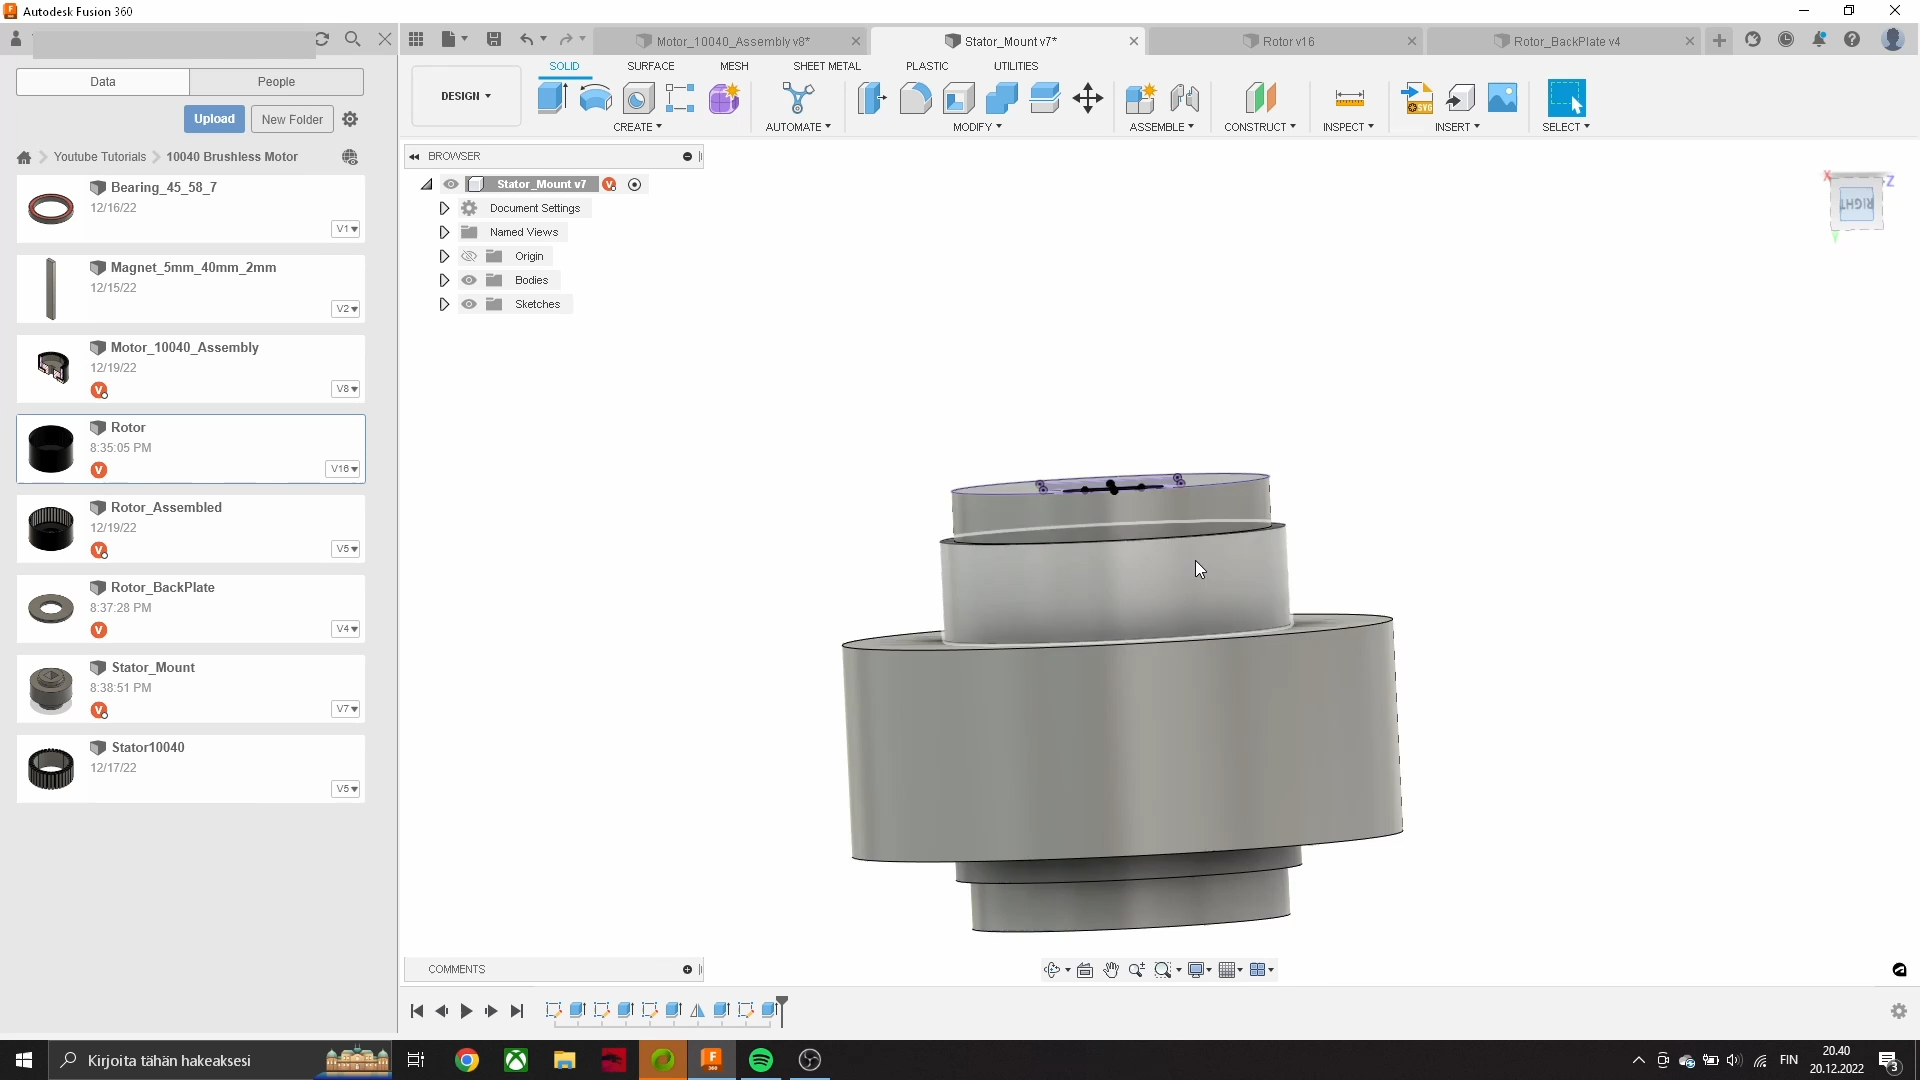 Autodesk Fusion 360
Motor_10040_Assembly v8*
Stator_Mount v7*
Rotor v16
Rotor_BackPlate v4
Data
People
SOLID
SURFACE
MESH
SHEET METAL
PLASTIC
UTILITIES
DESIGN
Upload
New Folder
CREATE
AUTOMATE
MODIFY
ASSEMBLE
CONSTRUCT
INSPECT
INSERT
SELECT
Youtube Tutorials
10040 Brushless Motor
BROWSER
Stator_Mount v7
Document Settings
Named Views
Origin
Bodies
Sketches
Bearing_45_58_7
12/16/22
V1
Magnet_5mm_40mm_2mm
12/15/22
V2
Motor_10040_Assembly
12/19/22
V8
Rotor
8:35:05 PM
V16
Rotor_Assembled
12/19/22
V5
Rotor_BackPlate
8:37:28 PM
V4
Stator_Mount
8:38:51 PM
V7
Stator10040
12/17/22
V5
X
Z
RIGHT
Y
COMMENTS
Kirjoita tähän hakeaksesi
FIN
20.40
20.12.2022
3